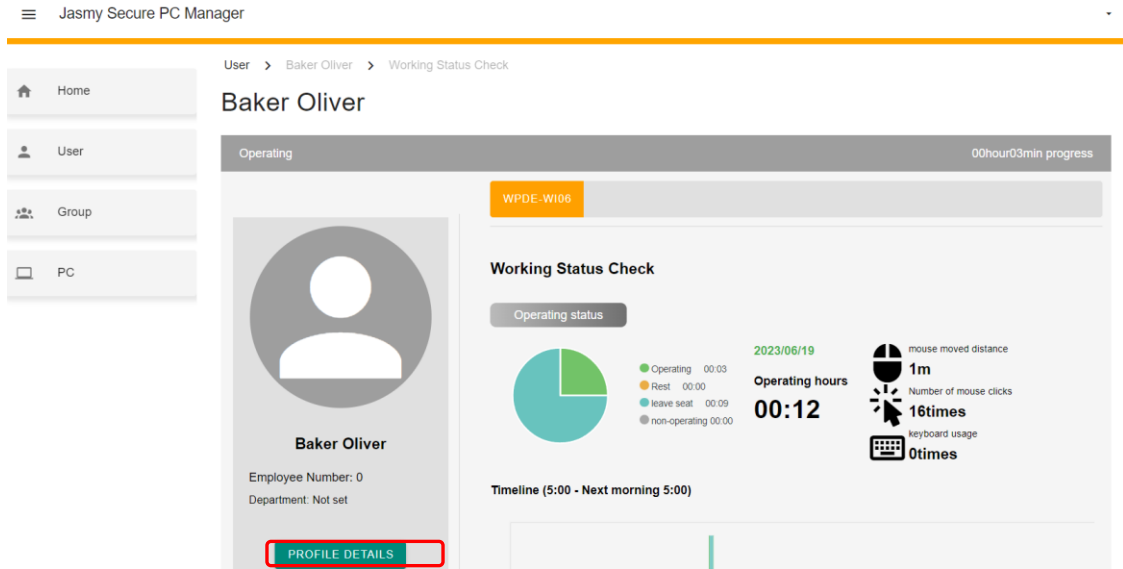 Jasmy Secure PC Manager
User > Baker Oliver > Working Status Check
Home
User
Group
PC
Baker Oliver
Operating 00hour03min progress
WPDE-WI06
Baker Oliver
Employee Number: 0
Department: Not set
PROFILE DETAILS
Working Status Check
Operating status
Operating 00:03
Rest 00:00
leave seat 00:09
non-operating 00:00
2023/06/19
Operating hours
00:12
mouse moved distance
1m
Number of mouse clicks
16times
keyboard usage
0times
Timeline (5:00 - Next morning 5:00)